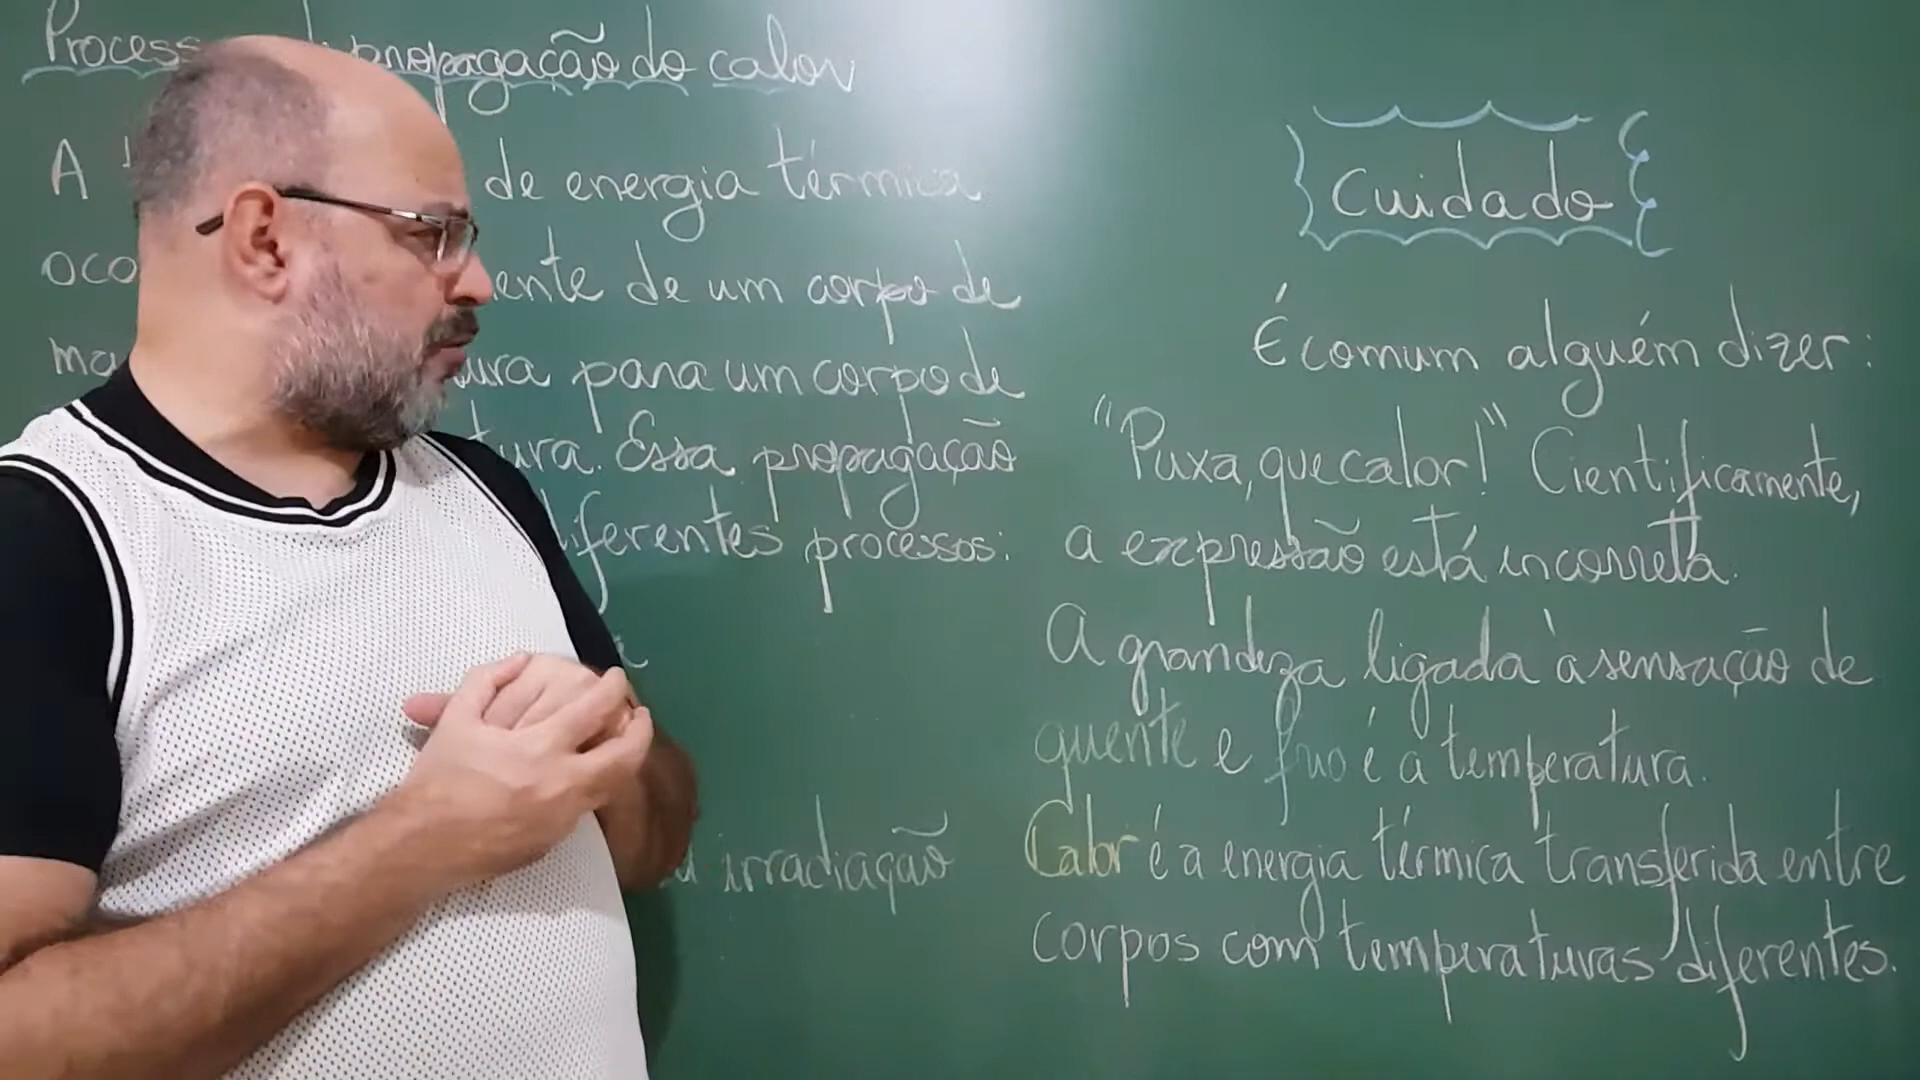 Process propagação do calor
A de energia térmica
oco ente de um corpo de
ma ura para um corpo de
tura. Essa propagação
diferentes processos:
irradiação
Cuidado
É comum alguém dizer:
"Puxa, que calor!" Cientificamente,
a expressão está incorreta.
A grandeza ligada à sensação de
quente e frio é a temperatura.
Calor é a energia térmica transferida entre
corpos com temperaturas diferentes.